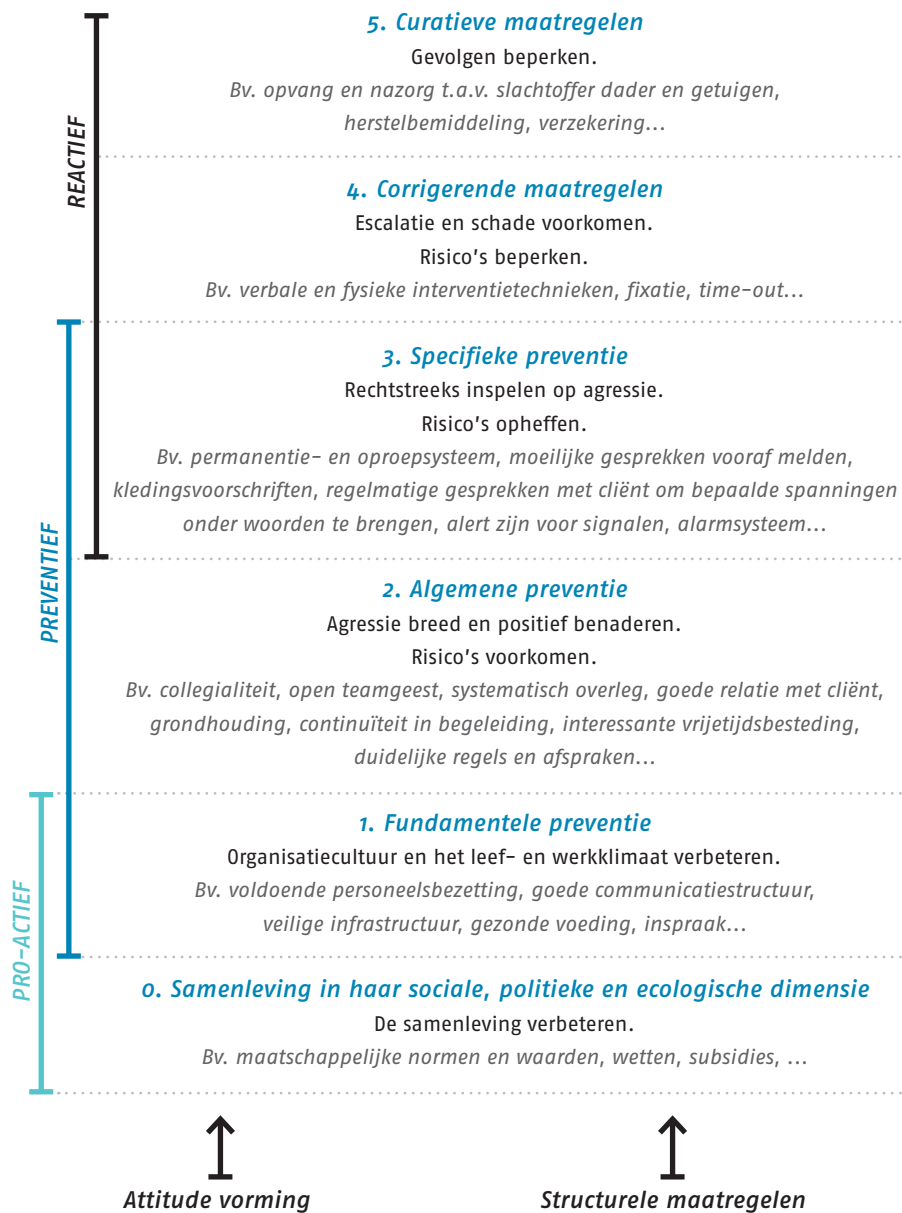 5. Curatieve maatregelen
Gevolgen beperken.
Bv. opvang en nazorg t.a.v. slachtoffer dader en getuigen,
herstelbemiddeling, verzekering...
REACTIEF
4. Corrigerende maatregelen
Escalatie en schade voorkomen.
Risico's beperken.
Bv. verbale en fysieke interventietechnieken, fixatie, time-out...
3. Specifieke preventie
Rechtstreeks inspelen op agressie.
Risico's opheffen.
Bv. permanentie- en oproepsysteem, moeilijke gesprekken vooraf melden,
kledingsvoorschriften, regelmatige gesprekken met cliënt om bepaalde spanningen
onder woorden te brengen, alert zijn voor signalen, alarmsysteem...
PREVENTIEF
2. Algemene preventie
Agressie breed en positief benaderen.
Risico's voorkomen.
Bv. collegialiteit, open teamgeest, systematisch overleg, goede relatie met cliënt,
grondhouding, continuïteit in begeleiding, interessante vrijetijdsbesteding,
duidelijke regels en afspraken...
1. Fundamentele preventie
Organisatiecultuur en het leef- en werkklimaat verbeteren.
Bv. voldoende personeelsbezetting, goede communicatiestructuur,
veilige infrastructuur, gezonde voeding, inspraak...
PRO-ACTIEF
0. Samenleving in haar sociale, politieke en ecologische dimensie
De samenleving verbeteren.
Bv. maatschappelijke normen en waarden, wetten, subsidies, ...
Attitude vorming
Structurele maatregelen